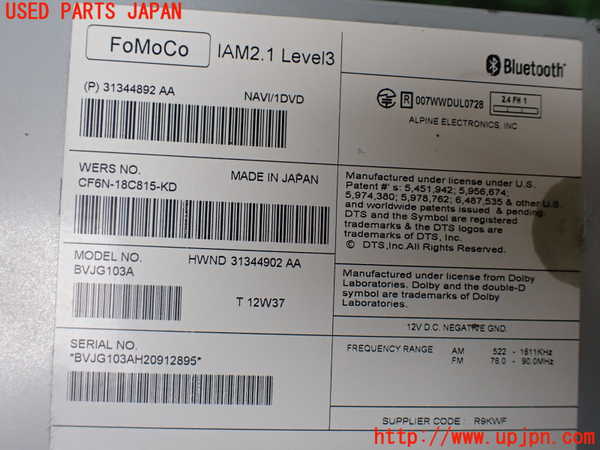 USED PARTS JAPAN
FoMoCo
IAM2.1 Level3
(P) 31344892 AA
NAVI/1DVD
WERS NO.
MADE IN JAPAN
CF6N-18C815-KD
MODEL NO.
HWND 31344902 AA
BVJG103A
T 12W37
SERIAL NO.
*BVJG103AH20912895*
Bluetooth
R 007WWDUL0728
2.4 FH 1
ALPINE ELECTRONICS, INC
Manufactured under license under U.S.
Patent #' s: 5,451,942; 5,956,674;
5,974,380; 5,978,762; 6,487,535 & other U.S.
and worldwide patents issued & pending.
DTS and the Symbol are registered
trademarks & the DTS and
DTS logos are trademarks of DTS, Inc.
© DTS,Inc.All Rights Reserved.
Manufactured under license from Dolby
Laboratories. Dolby and the double-D
symbol are trademarks of Dolby
Laboratories.
12V D.C. NEGATIVE GND.
FREQUENCY RANGE AM 522 - 1611KHz
FM 76.0 - 90.0MHz
SUPPLIER CODE : R9KWF
http://www.upjpn.com/